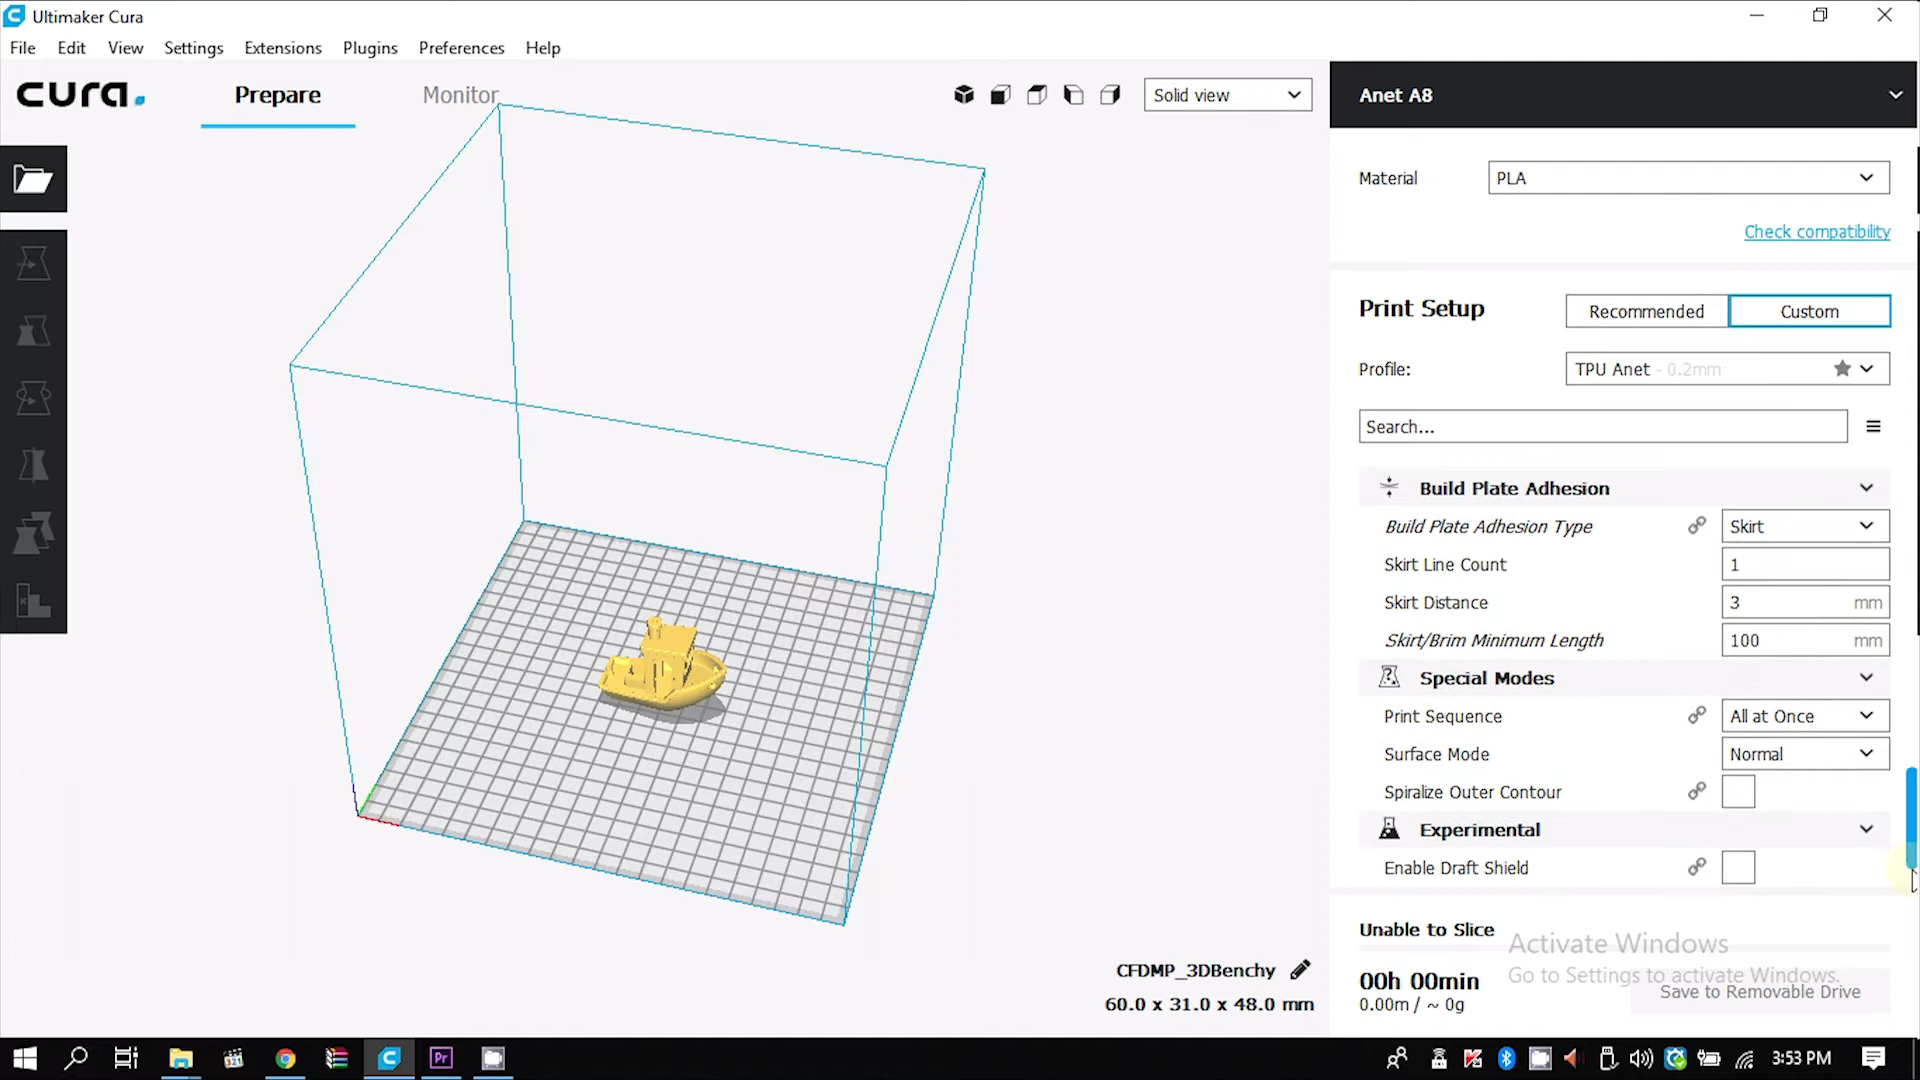 Ultimaker Cura
File Edit View Settings Extensions Plugins Preferences Help
cura.
Prepare
Monitor
Solid view
Anet A8
Material
PLA
Check compatibility
Print Setup
Recommended
Custom
Profile:
TPU Anet - 0.2mm
Search...
Build Plate Adhesion
Build Plate Adhesion Type
Skirt
Skirt Line Count
1
Skirt Distance
3 mm
Skirt/Brim Minimum Length
100 mm
Special Modes
Print Sequence
All at Once
Surface Mode
Normal
Spiralize Outer Contour
Experimental
Enable Draft Shield
Unable to Slice
Activate Windows
Go to Settings to activate Windows.
00h 00min
0.00m / ~ 0g
Save to Removable Drive
CFDMP_3DBenchy
60.0 x 31.0 x 48.0 mm
321
Pr
3:53 PM